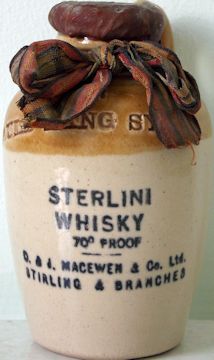 STERLINI
WHISKY
70° PROOF
D. & J. MACEWEN & Co. Ltd.
STIRLING & BRANCHES